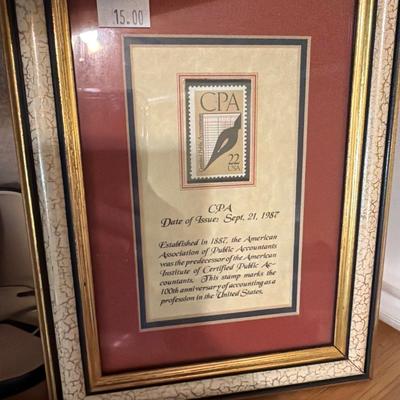 15.00
CPA
22
USA
CPA
Date of Issue: Sept. 21, 1987
Established in 1887, the American
Association of Public Accountants
was the predecessor of the American
Institute of Certified Public Ac-
countants. This stamp marks the
100th anniversary of accounting as a
profession in the United States.